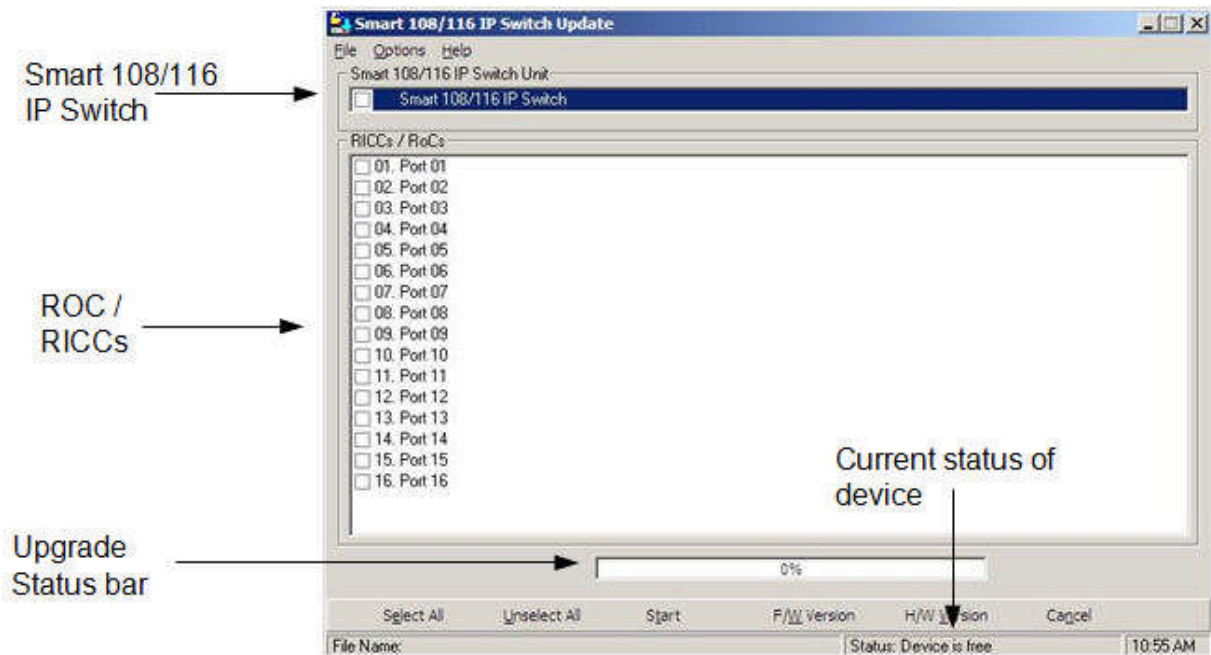 Smart 108/116 IP Switch Update
File Options Help
Smart 108/116 IP Switch Unit
Smart 108/116 IP Switch
Smart 108/116
IP Switch
RICCs / RoCs
01. Port 01
02. Port 02
03. Port 03
04. Port 04
05. Port 05
06. Port 06
07. Port 07
08. Port 08
09. Port 09
10. Port 10
11. Port 11
12. Port 12
13. Port 13
14. Port 14
15. Port 15
16. Port 16
ROC /
RICCs
Current status of
device
Upgrade
Status bar
0%
Select All Unselect All Start F/W Version H/W Version Cancel
File Name: Status: Device is free 10:55 AM